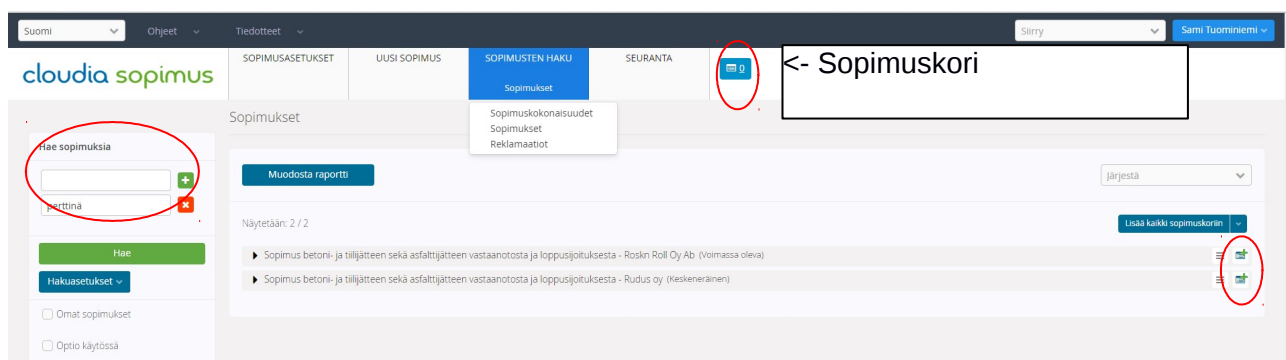 Suomi
Ohjeet
Tiedotteet
Siirry
Sami Tuominiemi
cloudia sopimus
SOPIMUSASETUKSET
UUSI SOPIMUS
SOPIMUSTEN HAKU
SEURANTA
0
<- Sopimuskori
Sopimukset
Sopimuskokonaisuudet
Sopimukset
Reklamaatiot
Sopimukset
Hae sopimuksia
perttinä
Hae
Hakuasetukset
Omat sopimukset
Optio käytössä
Muodosta raportti
Järjestä
Näytetään: 2 / 2
Lisää kaikki sopimuskoriin
Sopimus betoni- ja tiilijätteen sekä asfalttijätteen vastaanotosta ja loppusijoituksesta - Roskn Roll Oy Ab (Voimassa oleva)
Sopimus betoni- ja tiilijätteen sekä asfalttijätteen vastaanotosta ja loppusijoituksesta - Rudus oy (Keskeneräinen)